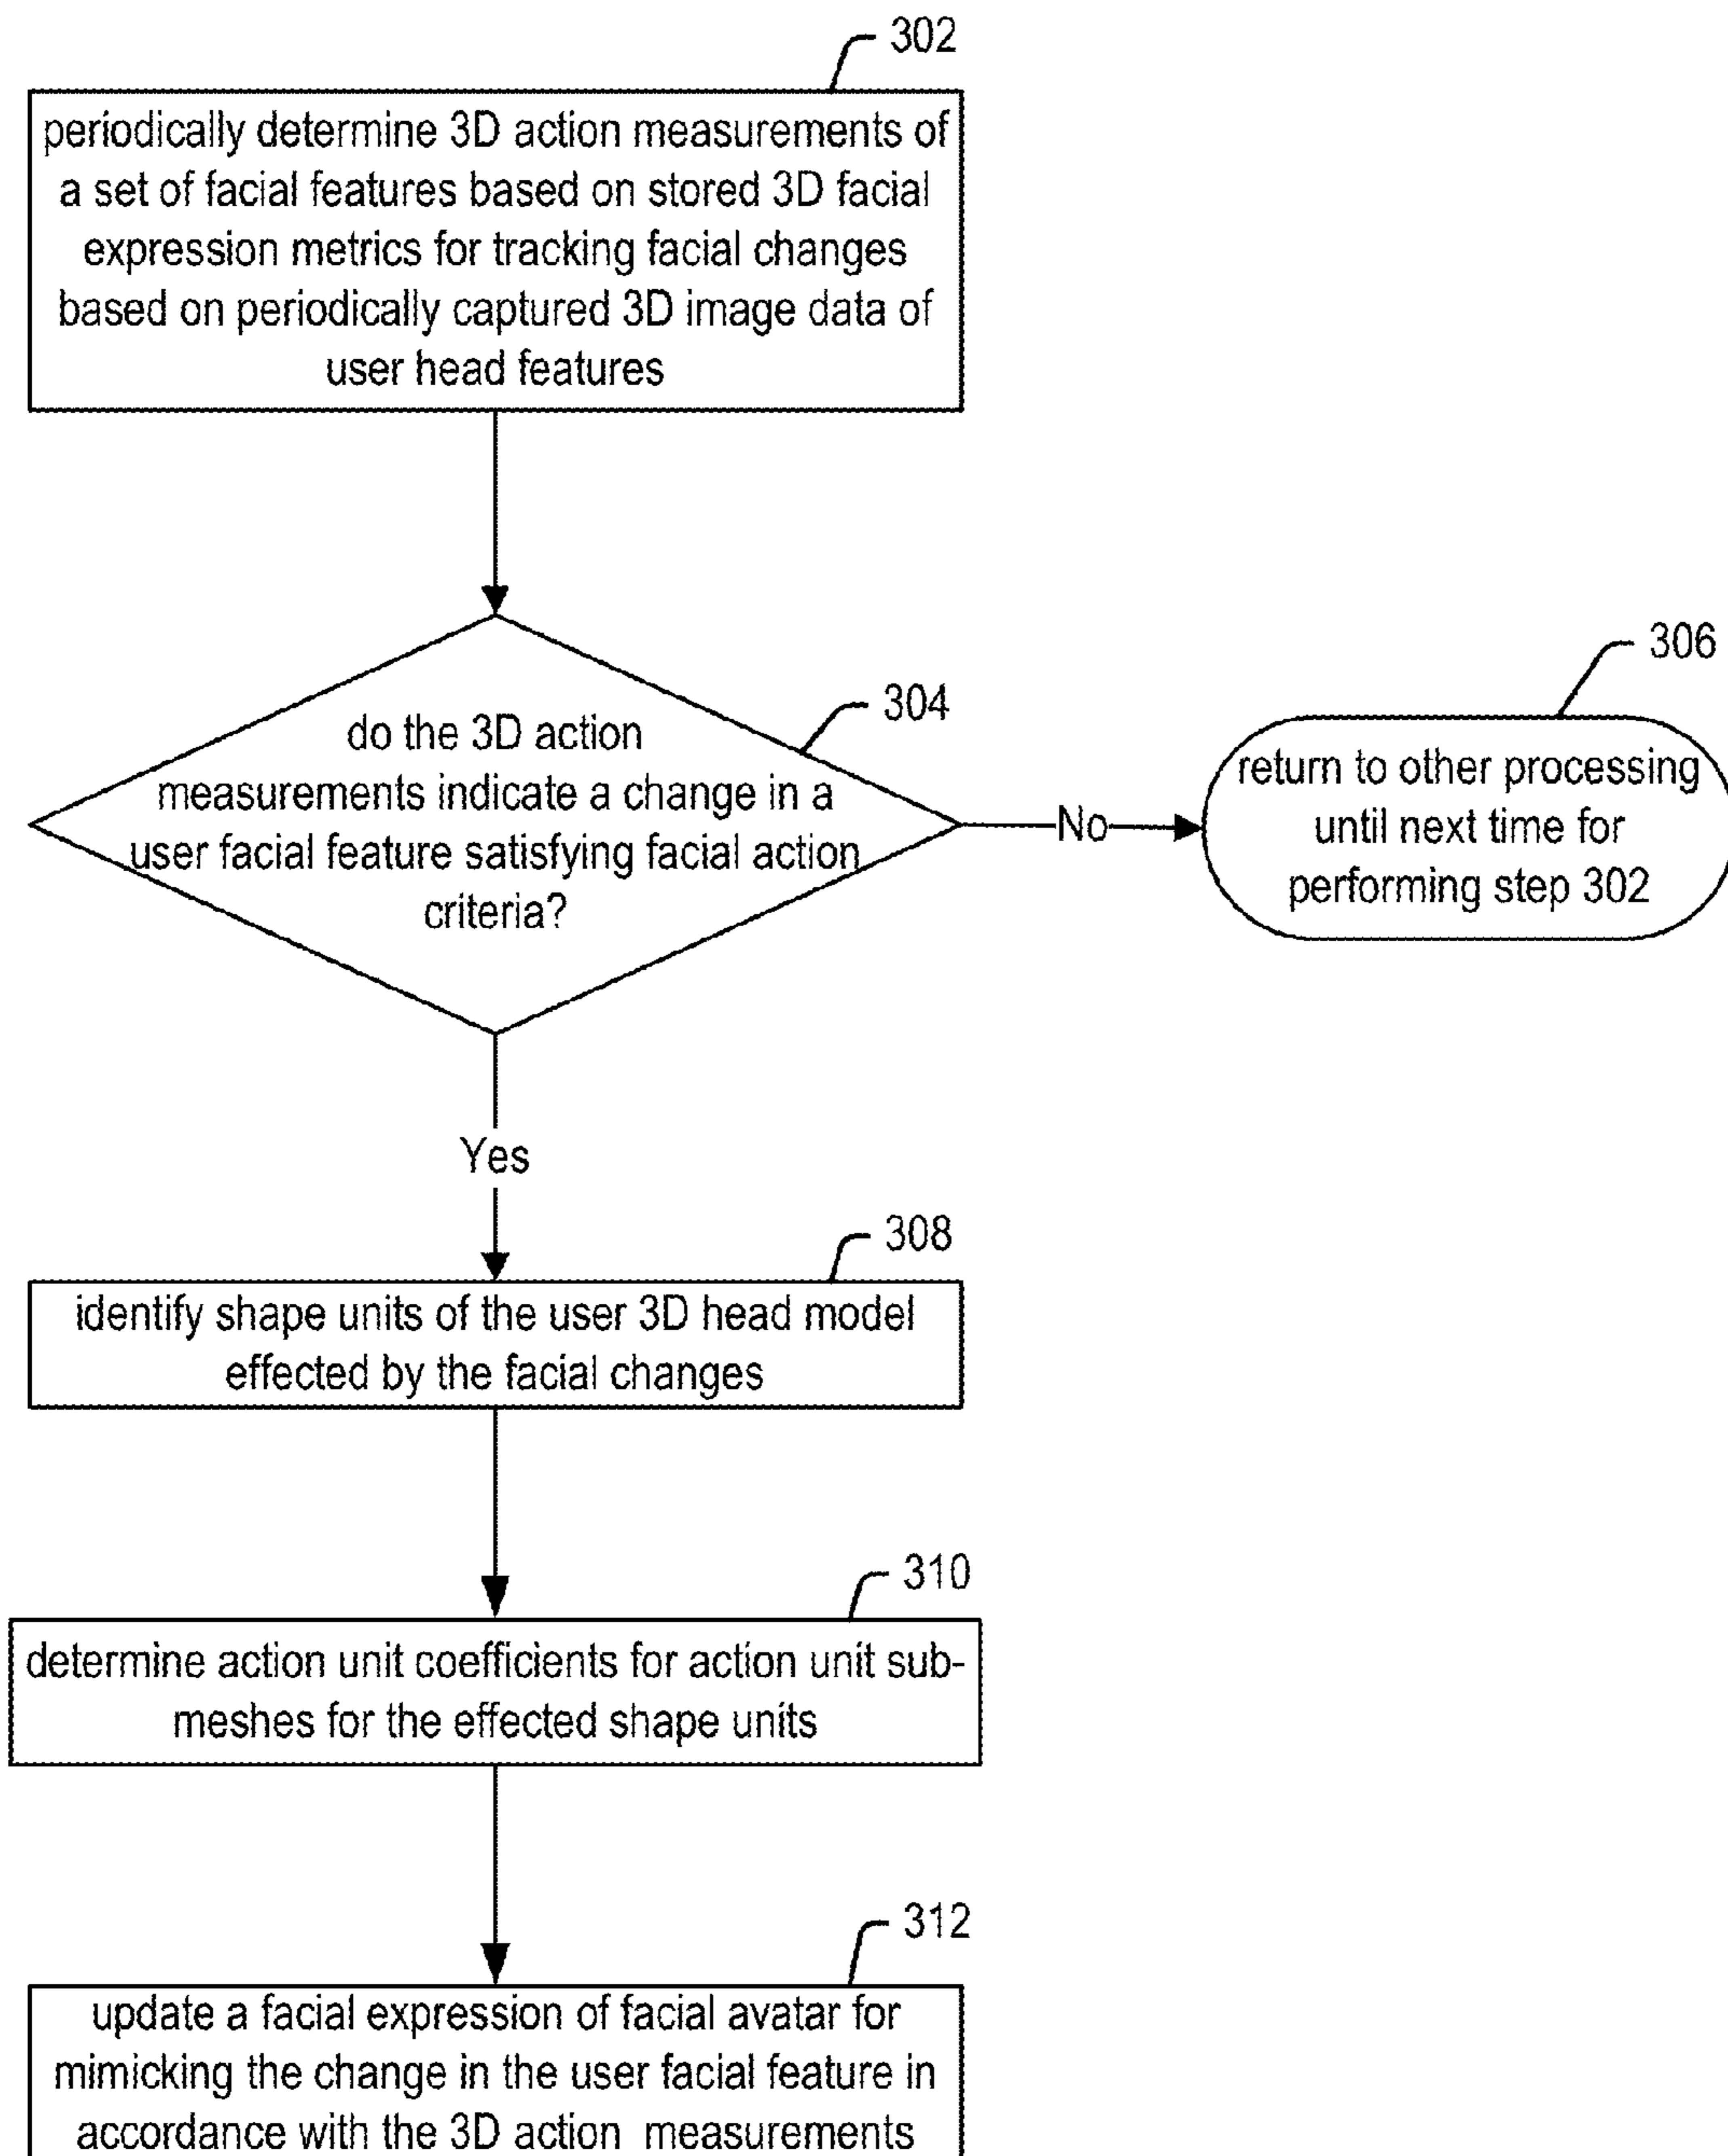 302
periodically determine 3D action measurements of
a set of facial features based on stored 3D facial
expression metrics for tracking facial changes
based on periodically captured 3D image data of
user head features
304
do the 3D action
measurements indicate a change in a
user facial feature satisfying facial action
criteria?
No
306
return to other processing
until next time for
performing step 302
Yes
308
identify shape units of the user 3D head model
effected by the facial changes
310
determine action unit coefficients for action unit sub-
meshes for the effected shape units
312
update a facial expression of facial avatar for
mimicking the change in the user facial feature in
accordance with the 3D action measurements